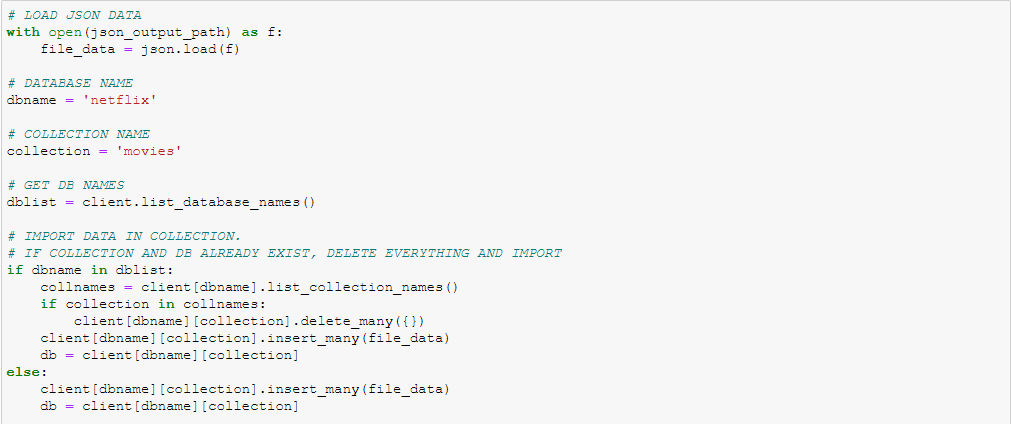 # LOAD JSON DATA
with open(json_output_path) as f:
    file_data = json.load(f)

# DATABASE NAME
dbname = 'netflix'

# COLLECTION NAME
collection = 'movies'

# GET DB NAMES
dblist = client.list_database_names()

# IMPORT DATA IN COLLECTION.
# IF COLLECTION AND DB ALREADY EXIST, DELETE EVERYTHING AND IMPORT
if dbname in dblist:
    collnames = client[dbname].list_collection_names()
    if collection in collnames:
        client[dbname][collection].delete_many({})
    client[dbname][collection].insert_many(file_data)
    db = client[dbname][collection]
else:
    client[dbname][collection].insert_many(file_data)
    db = client[dbname][collection]